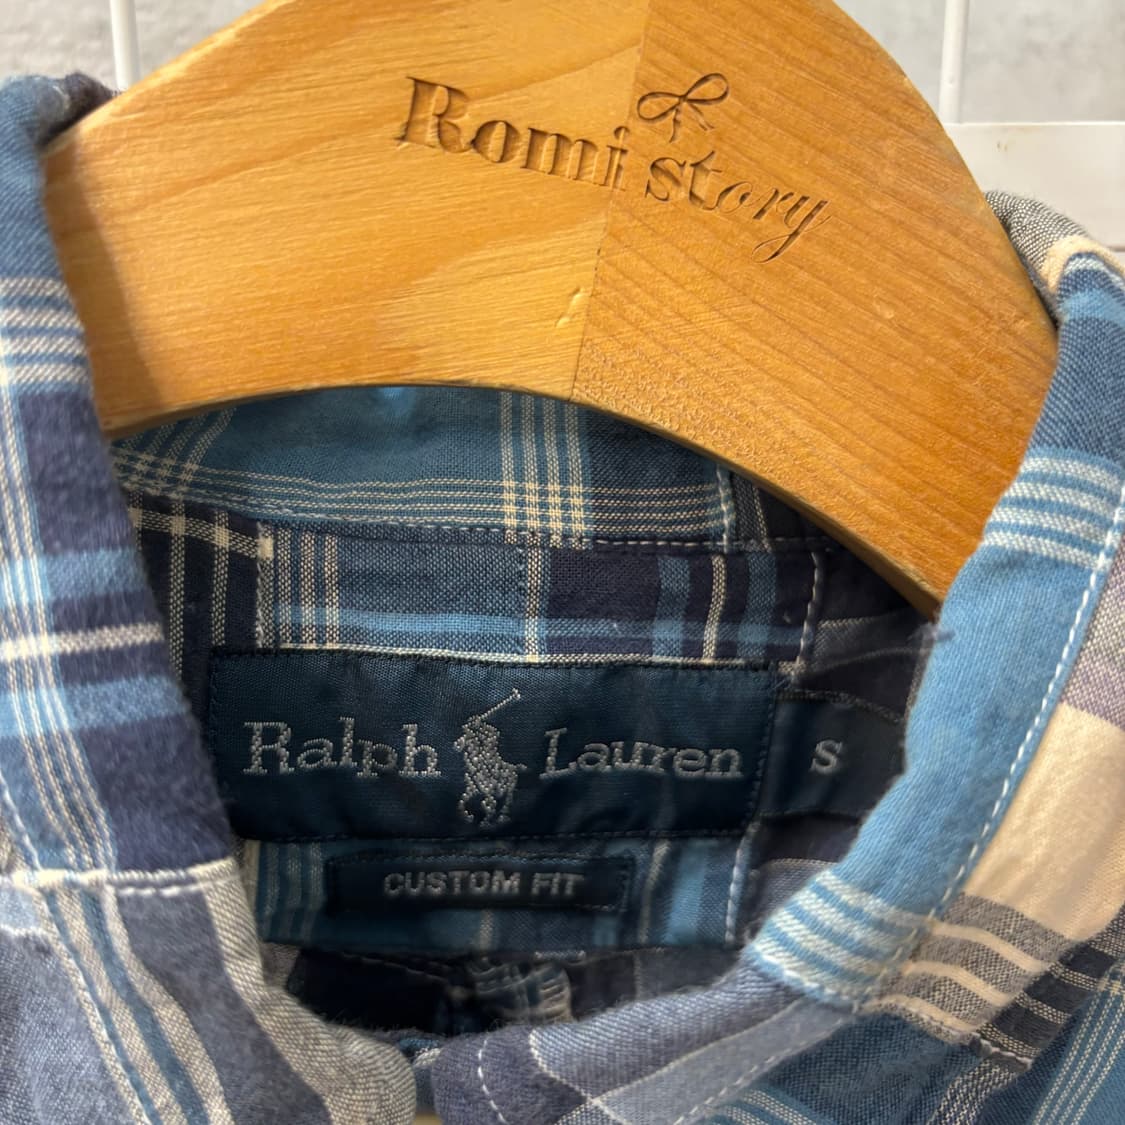 Romi story
Ralph Lauren
S
CUSTOM FIT